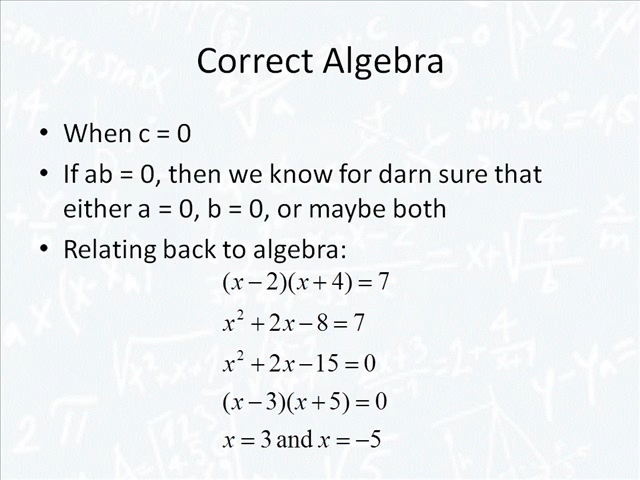 Correct Algebra
• When c = 0
• If ab = 0, then we know for darn sure that
either a = 0, b = 0, or maybe both
• Relating back to algebra:
(x − 2)(x + 4) = 7
x² + 2x − 8 = 7
x² + 2x − 15 = 0
(x − 3)(x + 5) = 0
x = 3 and x = −5